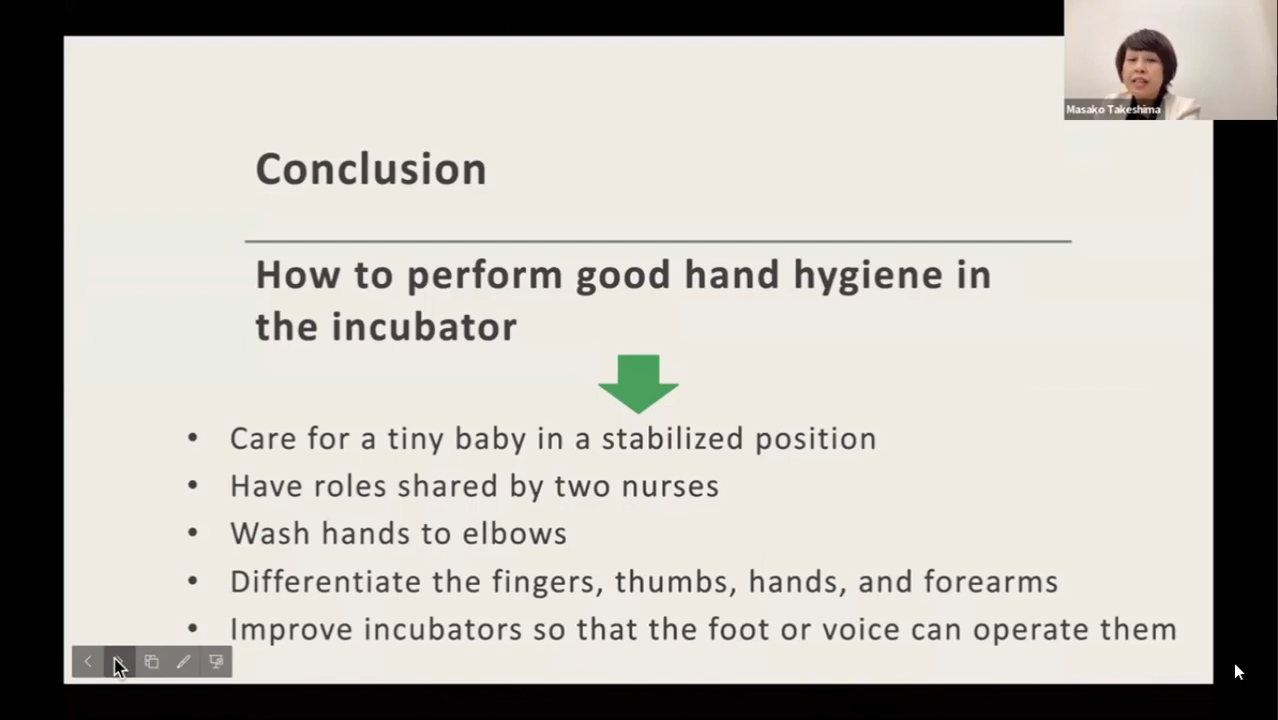 Masako Takeshima
Conclusion
How to perform good hand hygiene in
the incubator
• Care for a tiny baby in a stabilized position
• Have roles shared by two nurses
• Wash hands to elbows
• Differentiate the fingers, thumbs, hands, and forearms
• Improve incubators so that the foot or voice can operate them